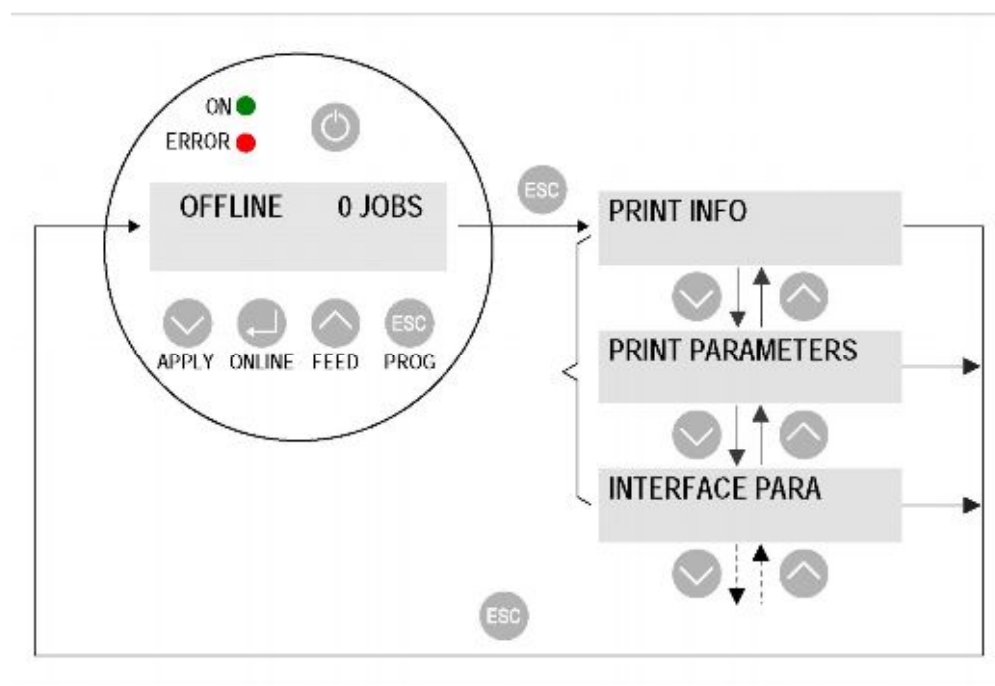 ON
ERROR
OFFLINE 0 JOBS
ESC
PRINT INFO
ESC
APPLY ONLINE FEED PROG
PRINT PARAMETERS
INTERFACE PARA
ESC